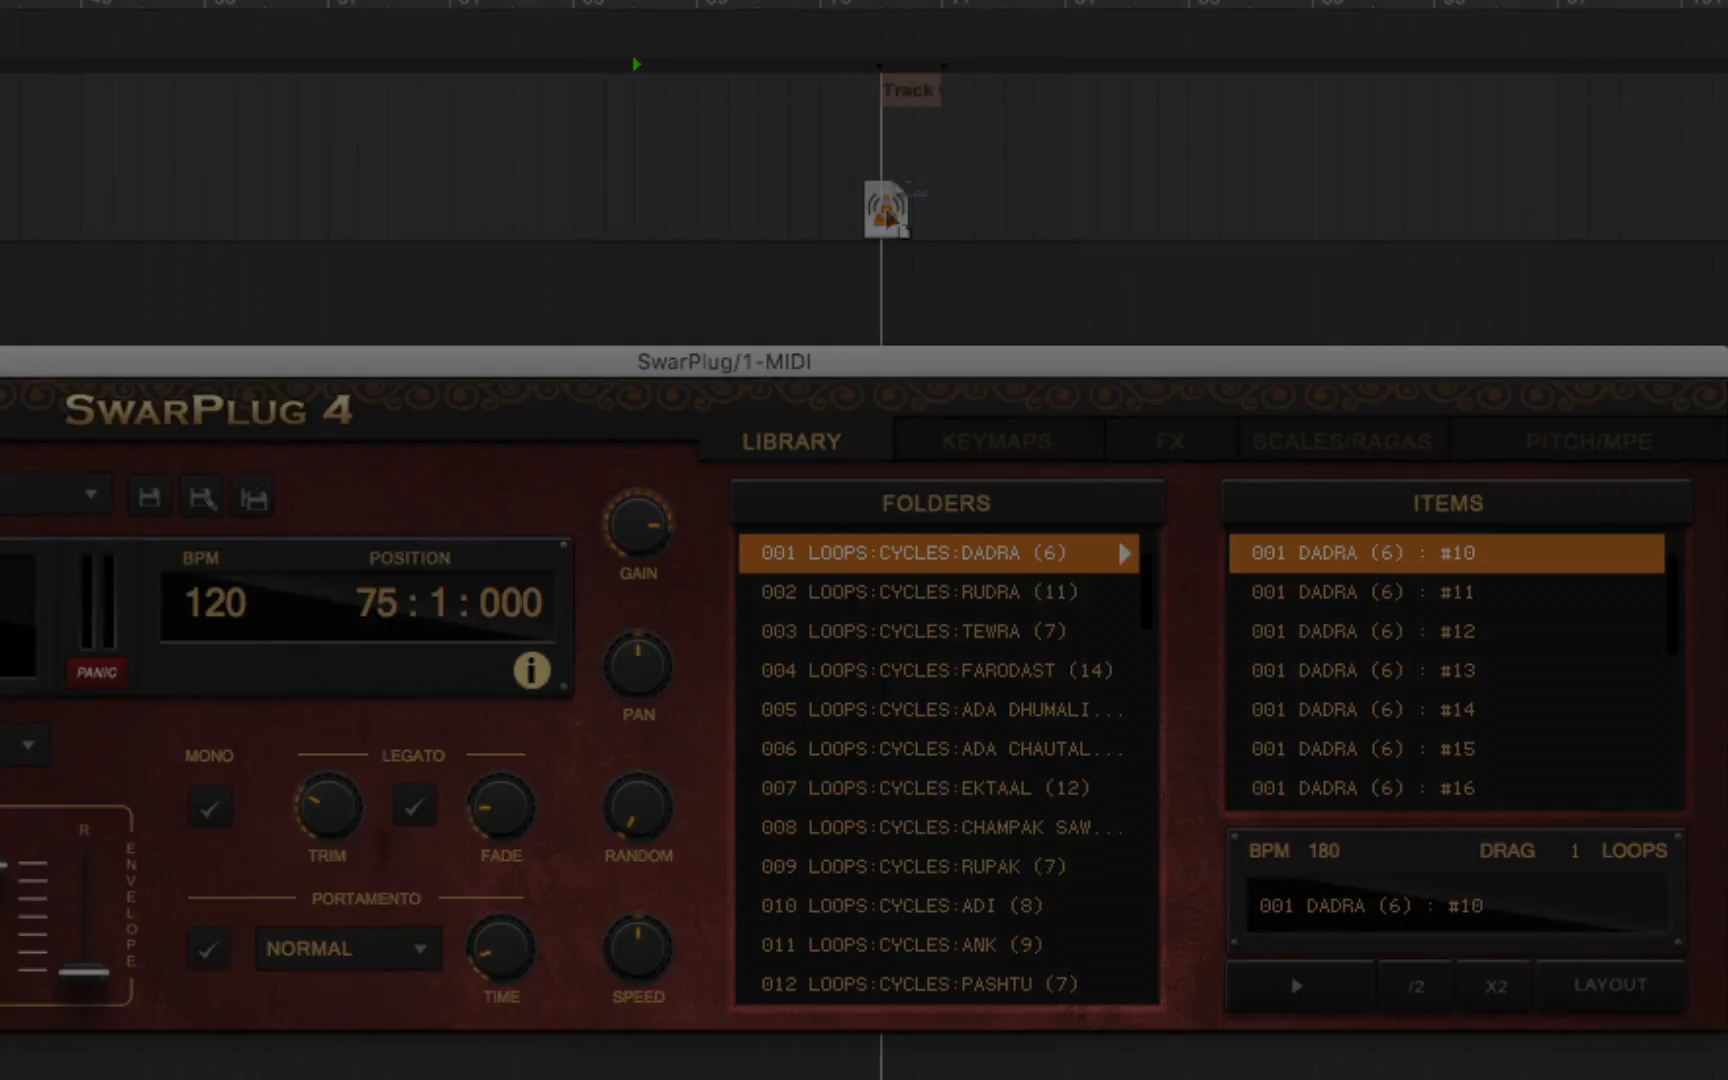 Track
SwarPlug/1-MIDI
SWARPLUG 4
LIBRARY
KEYMAPS
FX
SCALES/RAGAS
PITCH/MPE
BPM
POSITION
120
75:1:000
PANIC
i
GAIN
PAN
MONO
LEGATO
TRIM
FADE
RANDOM
PORTAMENTO
NORMAL
TIME
SPEED
R
ENVELOPE
FOLDERS
001 LOOPS:CYCLES:DADRA (6)
002 LOOPS:CYCLES:RUDRA (11)
003 LOOPS:CYCLES:TEWRA (7)
004 LOOPS:CYCLES:FARODAST (14)
005 LOOPS:CYCLES:ADA DHUMALI...
006 LOOPS:CYCLES:ADA CHAUTAL...
007 LOOPS:CYCLES:EKTAAL (12)
008 LOOPS:CYCLES:CHAMPAK SAW...
009 LOOPS:CYCLES:RUPAK (7)
010 LOOPS:CYCLES:ADI (8)
011 LOOPS:CYCLES:ANK (9)
012 LOOPS:CYCLES:PASHTU (7)
ITEMS
001 DADRA (6) : #10
001 DADRA (6) : #11
001 DADRA (6) : #12
001 DADRA (6) : #13
001 DADRA (6) : #14
001 DADRA (6) : #15
001 DADRA (6) : #16
BPM 180
DRAG 1 LOOPS
001 DADRA (6) : #10
/2
X2
LAYOUT